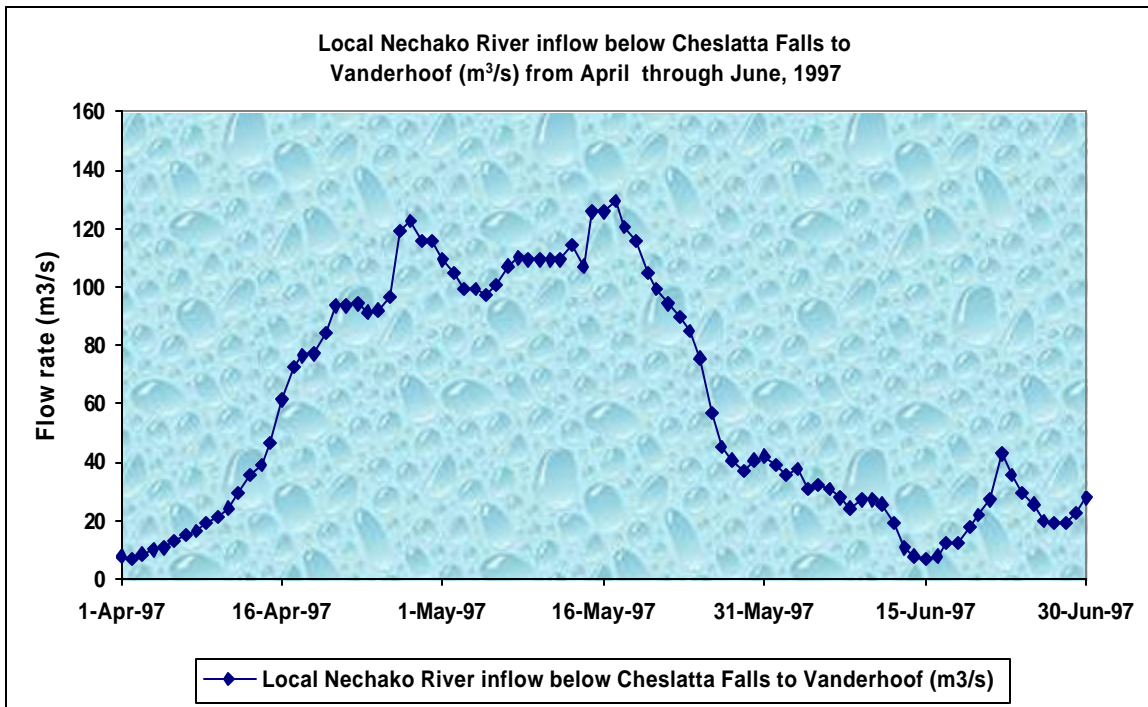 Local Nechako River inflow below Cheslatta Falls to
Vanderhoof (m³/s) from April through June, 1997
Flow rate (m3/s)
160
140
120
100
80
60
40
20
0
1-Apr-97 16-Apr-97 1-May-97 16-May-97 31-May-97 15-Jun-97 30-Jun-97
Local Nechako River inflow below Cheslatta Falls to Vanderhoof (m3/s)